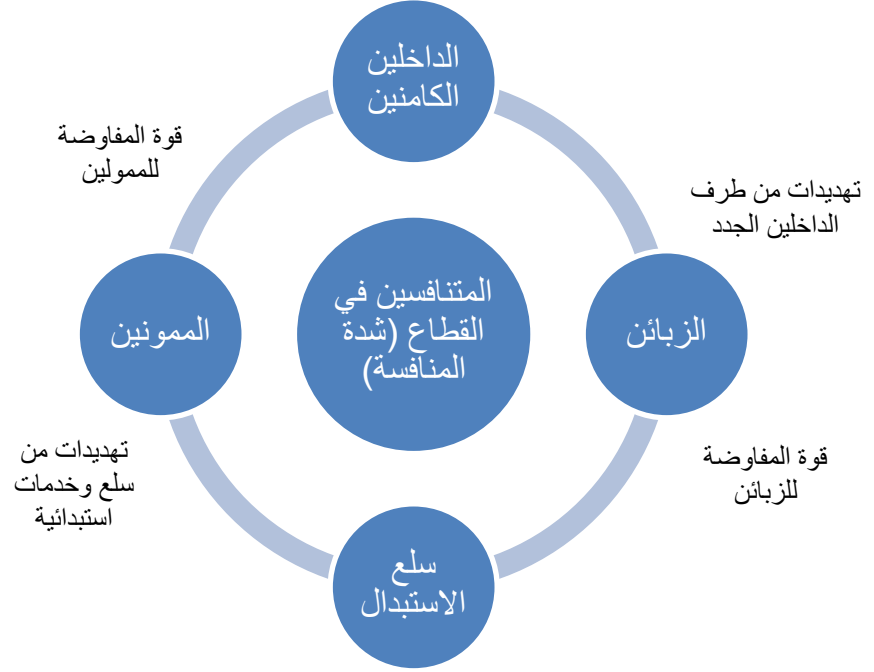 الداخلين
الكامنين
قوة المفاوضة
للممولين
تهديدات من طرف
الداخلين الجدد
المتنافسين في
القطاع (شدة
المنافسة)
الزبائن
الممونين
تهديدات من
سلع وخدمات
استبدائية
قوة المفاوضة
للزبائن
سلع
الاستبدال